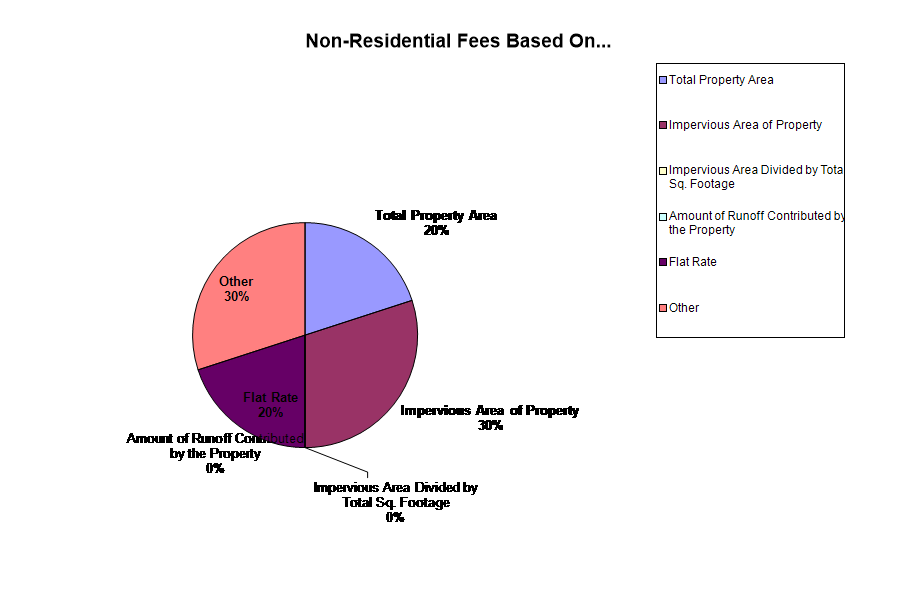 Non-Residential Fees Based On...
Total Property Area
Impervious Area of Property
Impervious Area Divided by Tota
Sq. Footage
Amount of Runoff Contributed by
the Property
Flat Rate
Other
Total Property Area
20%
Other
30%
Flat Rate
20%
Impervious Area of Property
30%
Amount of Runoff Contributed
by the Property
0%
Impervious Area Divided by
Total Sq. Footage
0%